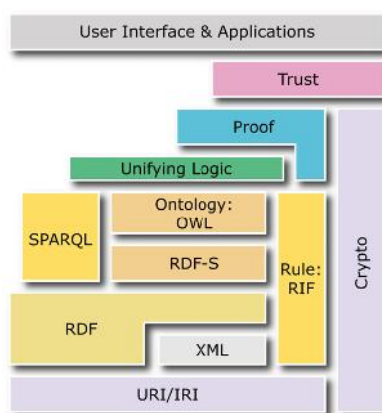 User Interface & Applications
Trust
Proof
Unifying Logic
Ontology:
OWL
SPARQL
RDF-S
Rule:
RIF
Crypto
RDF
XML
URI/IRI